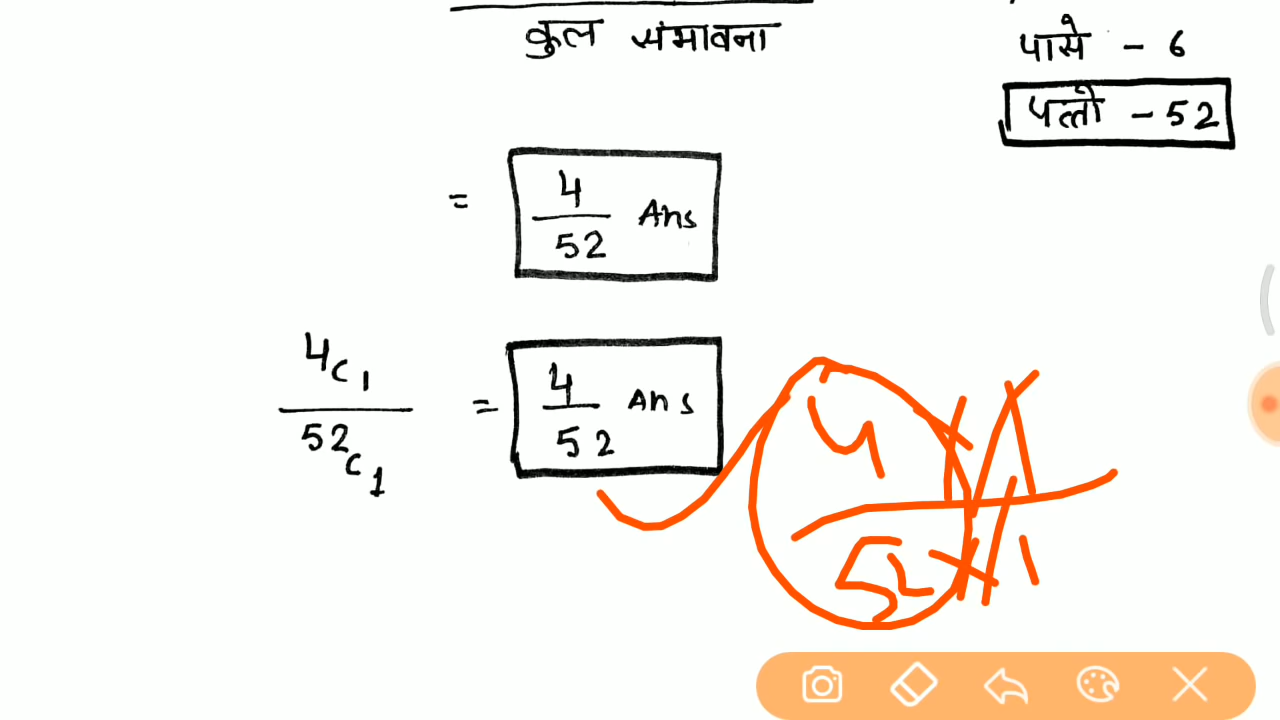 कुल संभावना
पासे - 6
पत्तो - 52
= 4/52 Ans
4C1/52C1 = 4/52 Ans
4/52